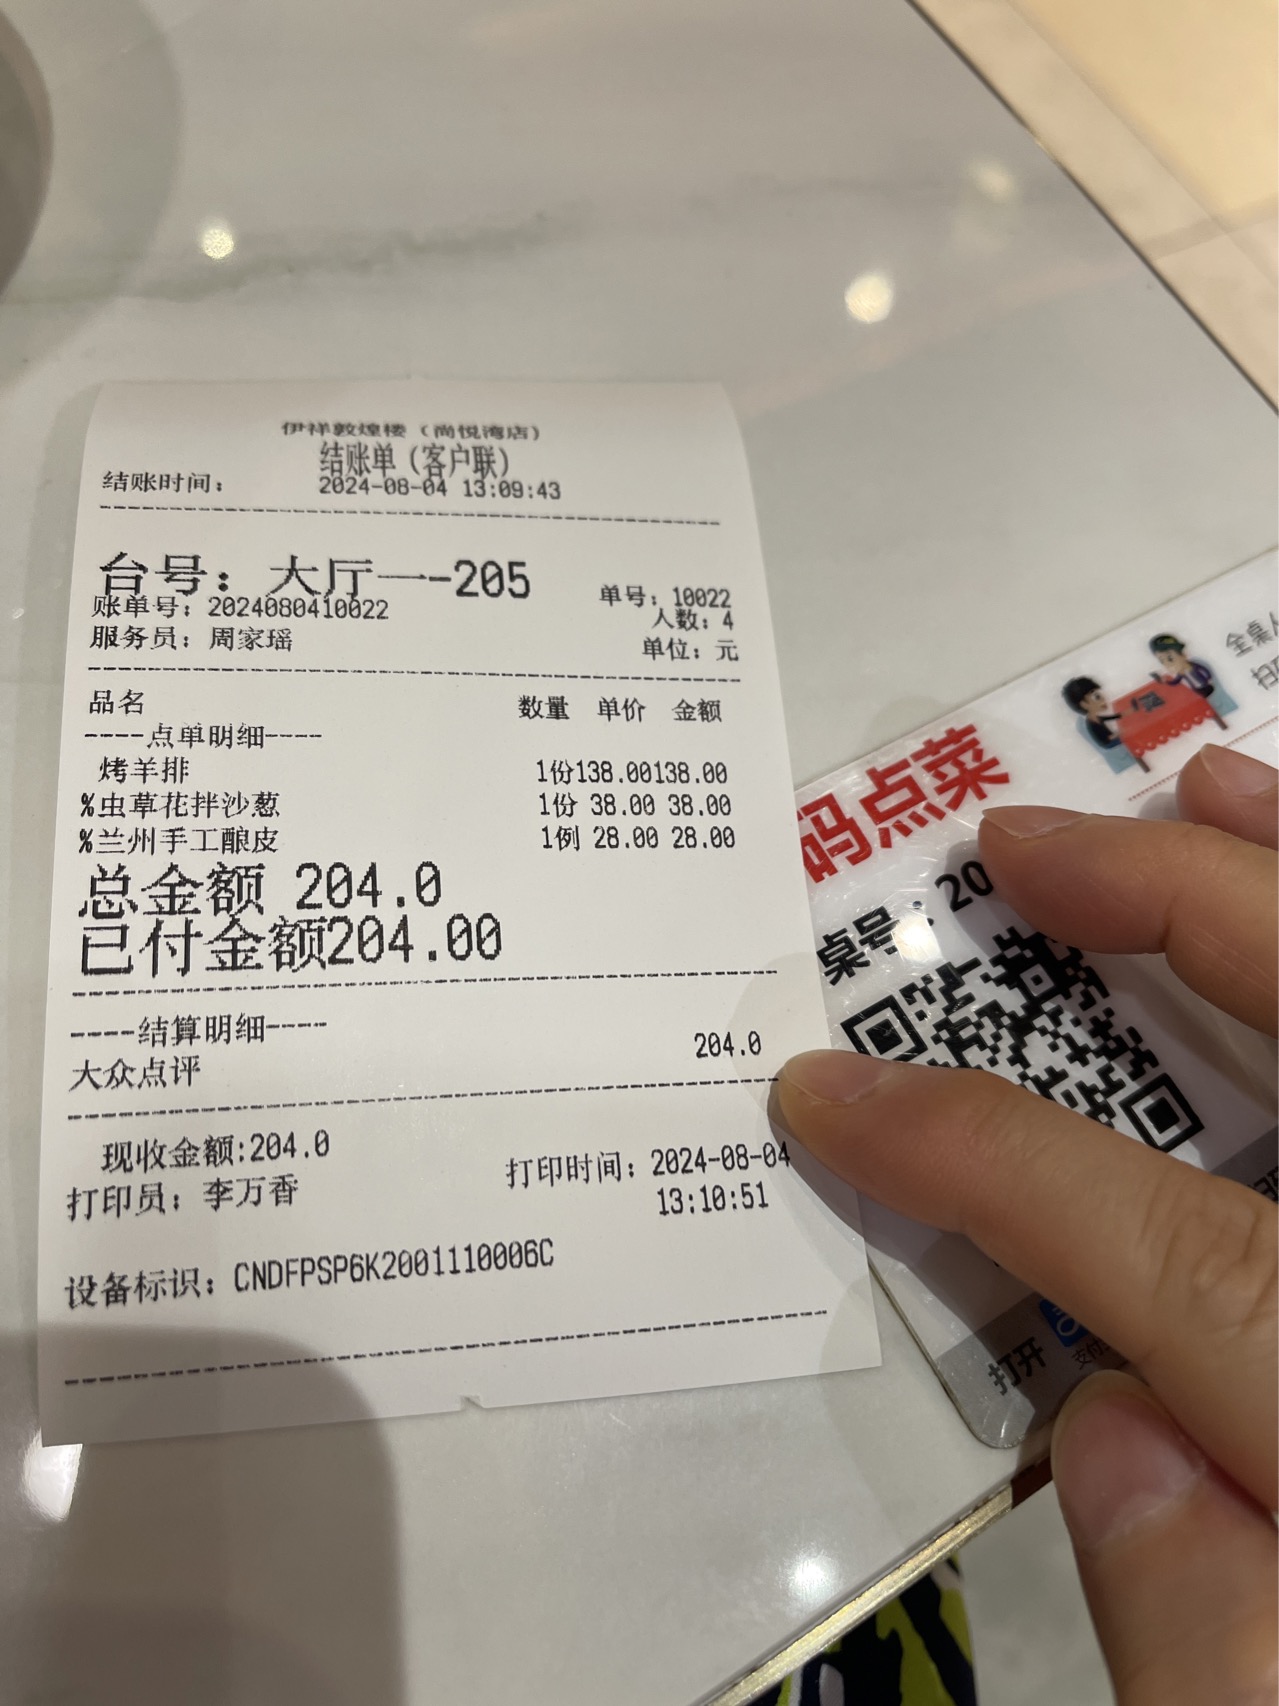 伊祥敦煌楼（尚悦湾店）
结账单（客户联）
结账时间： 2024-08-04 13:09:43
台号：大厅一-205
单号：10022
账单号：2024080410022
人数：4
服务员：周家瑶
单位：元
品名 数量 单价 金额
----点单明细----
烤羊排 1份138.00138.00
%虫草花拌沙葱 1份 38.00 38.00
%兰州手工酿皮 1例 28.00 28.00
总金额 204.0
已付金额204.00
----结算明细----
大众点评 204.0
现收金额:204.0
打印员：李万香 打印时间：2024-08-04
13:10:51
设备标识：CNDFPSP6K2001110006C
码点菜
桌号：20
全桌人
打开
支付